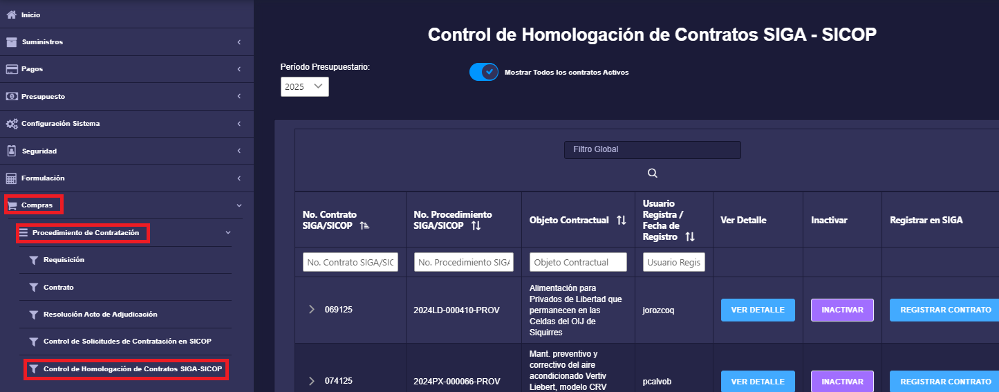 Inicio
Suministros
Pagos
Presupuesto
Configuración Sistema
Seguridad
Formulación
Compras
Procedimiento de Contratación
Requisición
Contrato
Resolución Acto de Adjudicación
Control de Solicitudes de Contratación en SICOP
Control de Homologación de Contratos SIGA-SICOP
Control de Homologación de Contratos SIGA - SICOP
Período Presupuestario:
2025
Mostrar Todos los contratos Activos
Filtro Global
No. Contrato
SIGA/SICOP
No. Procedimiento
SIGA/SICOP
Objeto Contractual
Usuario
Registra /
Fecha de
Registro
Ver Detalle
Inactivar
Registrar en SIGA
No. Contrato SIGA/SIC
No. Procedimiento SIGA
Objeto Contractual
Usuario Regis
069125
2024LD-000410-PROV
Alimentación para
Privados de Libertad que
permanecen en las
Celdas del OIJ de
Siquirres
jorozcoq
VER DETALLE
INACTIVAR
REGISTRAR CONTRATO
074125
2024PX-000066-PROV
Mant. preventivo y
correctivo del aire
acondicionado Vertiv
Liebert, modelo CRV
pcalvob
VER DETALLE
INACTIVAR
REGISTRAR CONTRATO